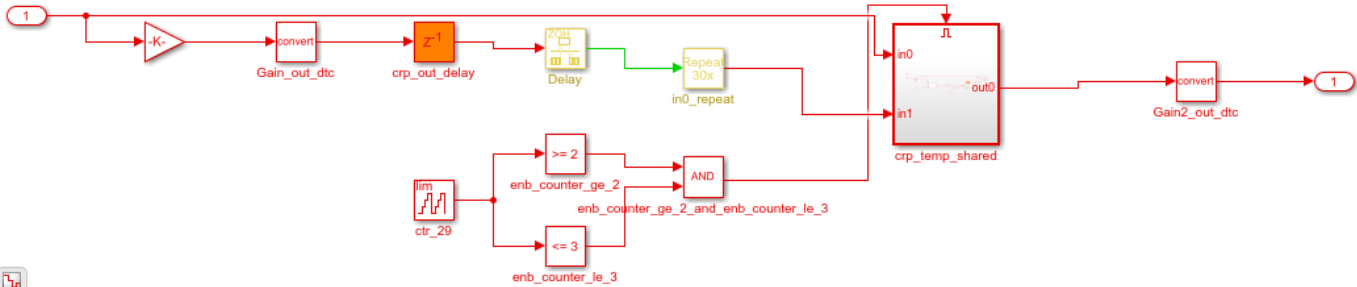 1
-K-
convert
Gain_out_dtc
z-1
crp_out_delay
ZOH
Delay
Repeat
30x
in0_repeat
in0
in1
out0
crp_temp_shared
convert
Gain2_out_dtc
1
lim
ctr_29
>= 2
enb_counter_ge_2
AND
enb_counter_ge_2_and_enb_counter_le_3
<= 3
enb_counter_le_3